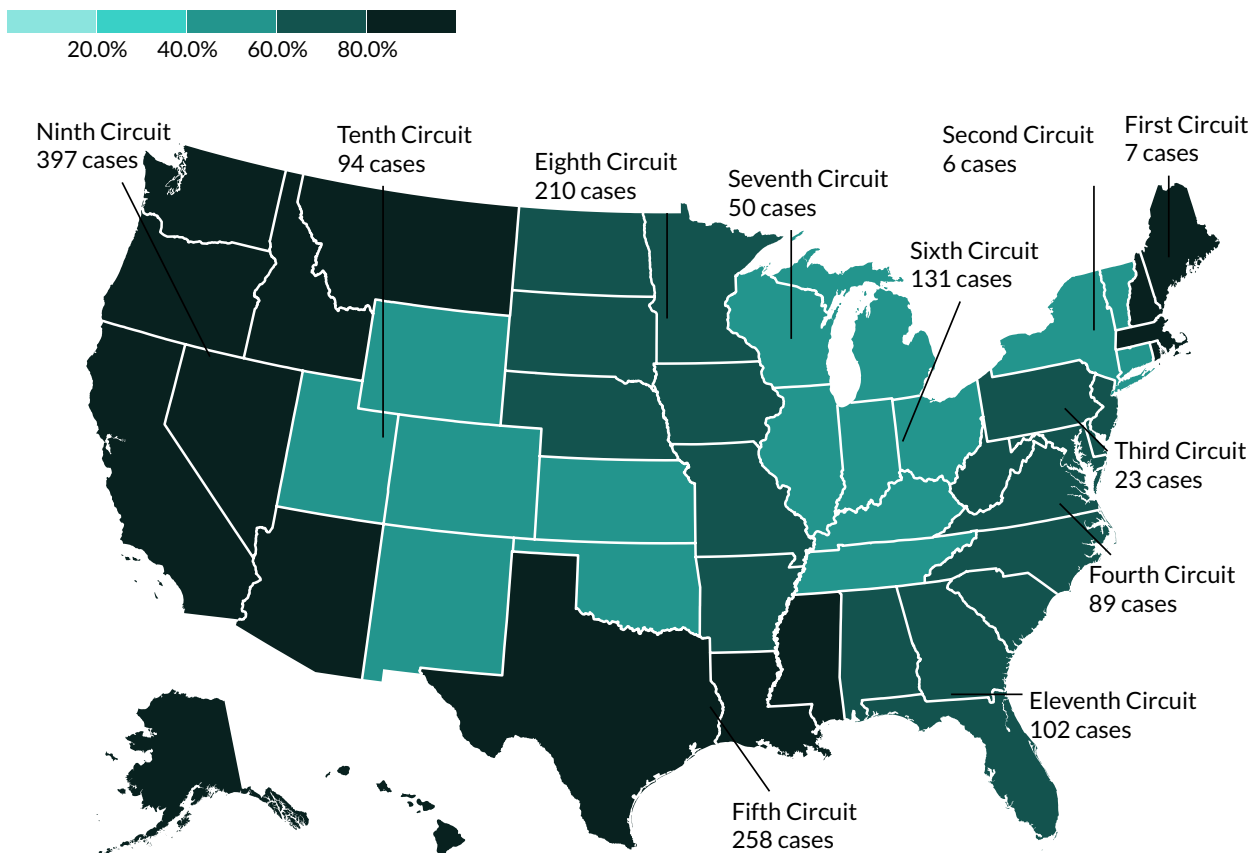 20.0% 40.0% 60.0% 80.0%
Ninth Circuit
397 cases
Tenth Circuit
94 cases
Eighth Circuit
210 cases
Seventh Circuit
50 cases
Second Circuit
6 cases
First Circuit
7 cases
Sixth Circuit
131 cases
Third Circuit
23 cases
Fourth Circuit
89 cases
Eleventh Circuit
102 cases
Fifth Circuit
258 cases